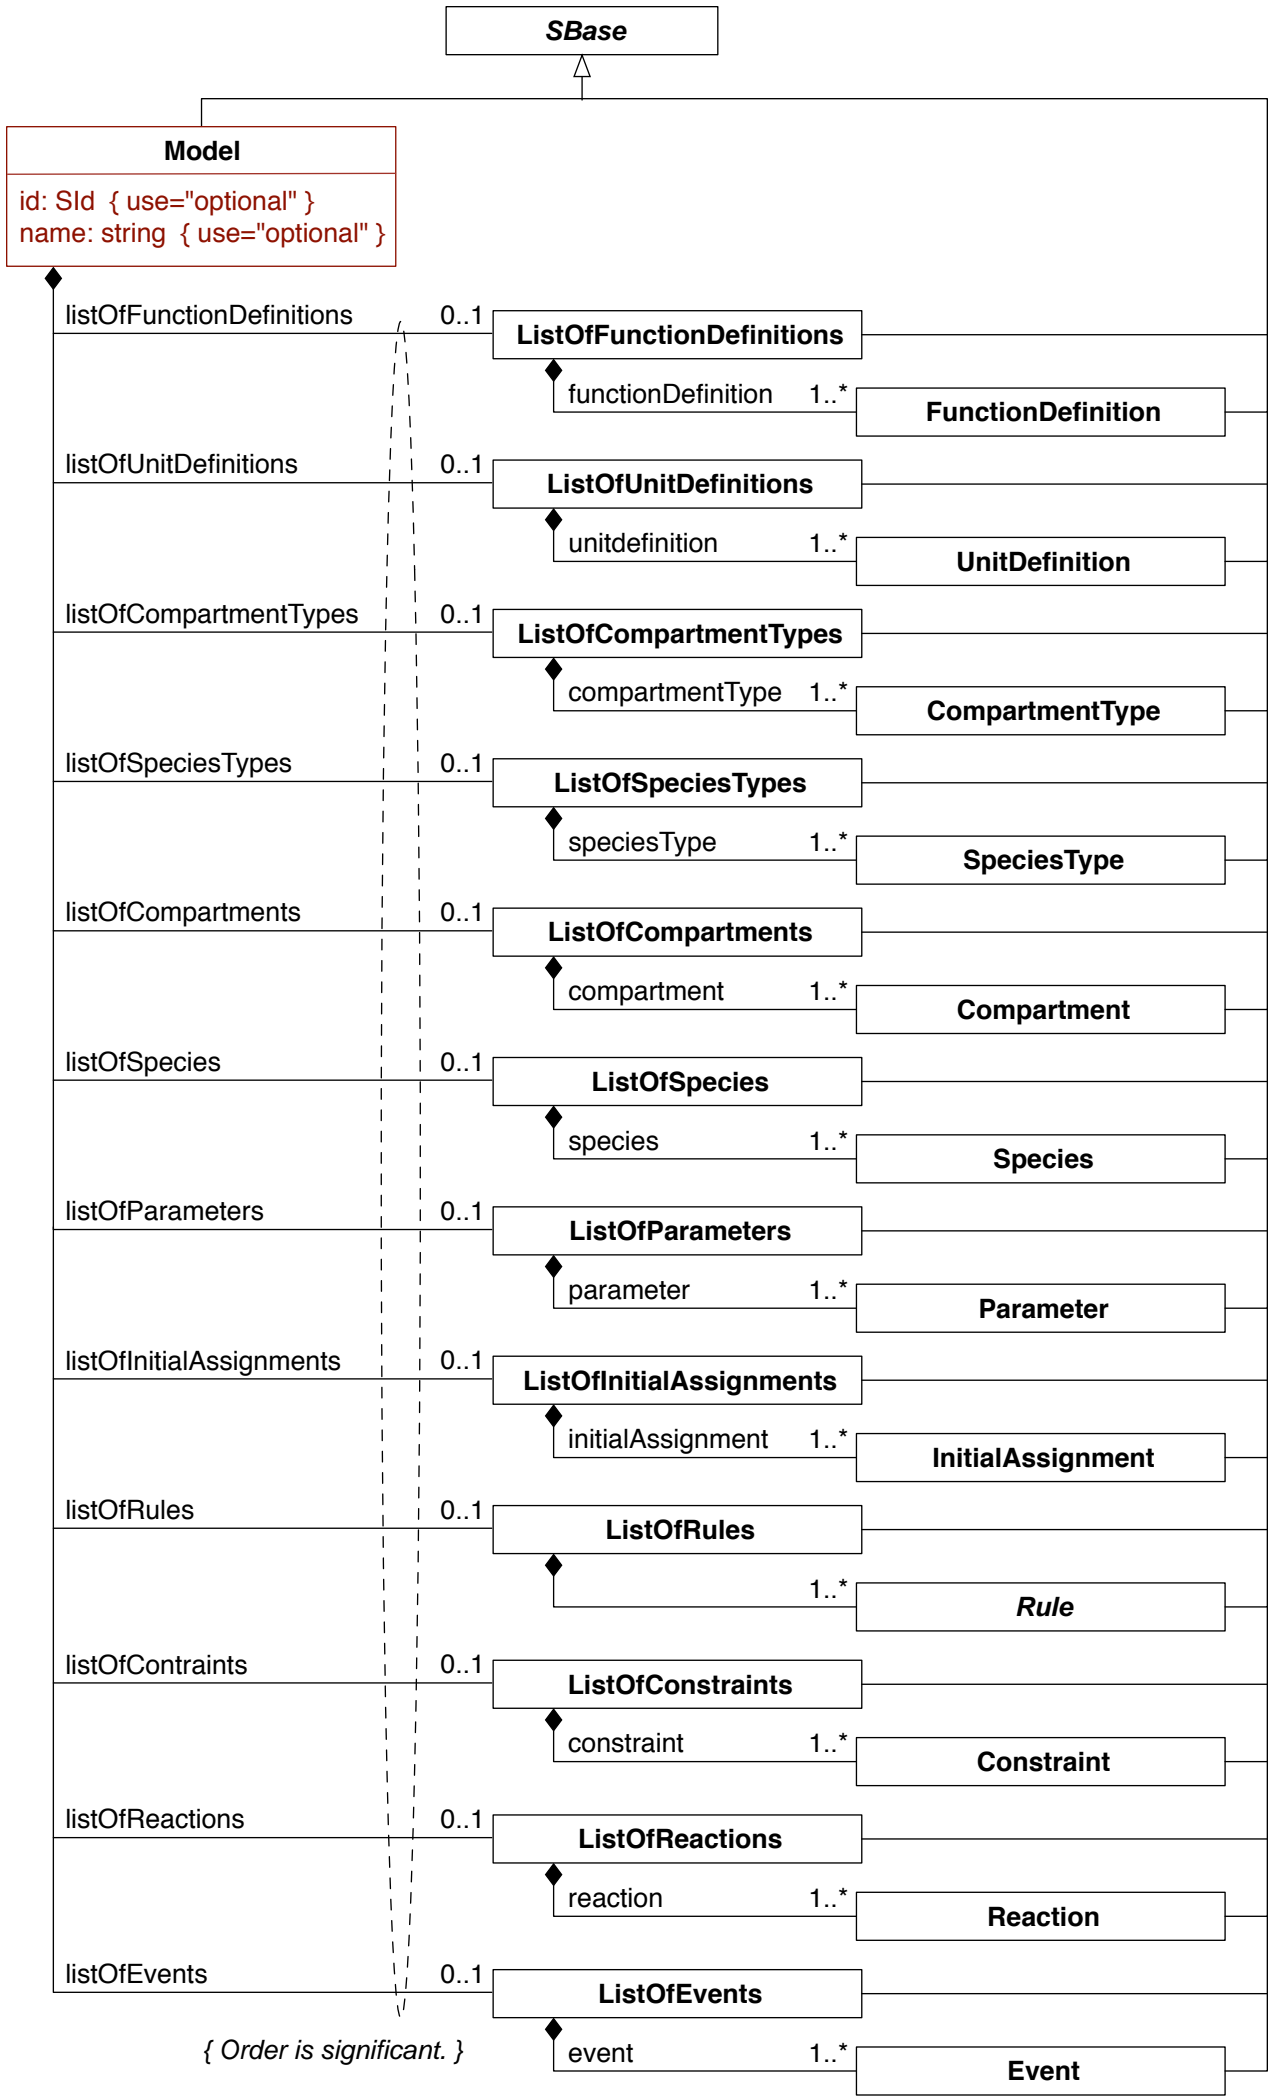 SBase
Model
id: SId { use="optional" }
name: string { use="optional" }
listOfFunctionDefinitions 0..1
ListOfFunctionDefinitions
functionDefinition 1..*
FunctionDefinition
listOfUnitDefinitions 0..1
ListOfUnitDefinitions
unitdefinition 1..*
UnitDefinition
listOfCompartmentTypes 0..1
ListOfCompartmentTypes
compartmentType 1..*
CompartmentType
listOfSpeciesTypes 0..1
ListOfSpeciesTypes
speciesType 1..*
SpeciesType
listOfCompartments 0..1
ListOfCompartments
compartment 1..*
Compartment
listOfSpecies 0..1
ListOfSpecies
species 1..*
Species
listOfParameters 0..1
ListOfParameters
parameter 1..*
Parameter
listOfInitialAssignments 0..1
ListOfInitialAssignments
initialAssignment 1..*
InitialAssignment
listOfRules 0..1
ListOfRules
1..*
Rule
listOfContraints 0..1
ListOfConstraints
constraint 1..*
Constraint
listOfReactions 0..1
ListOfReactions
reaction 1..*
Reaction
listOfEvents 0..1
ListOfEvents
{ Order is significant. }
event 1..*
Event